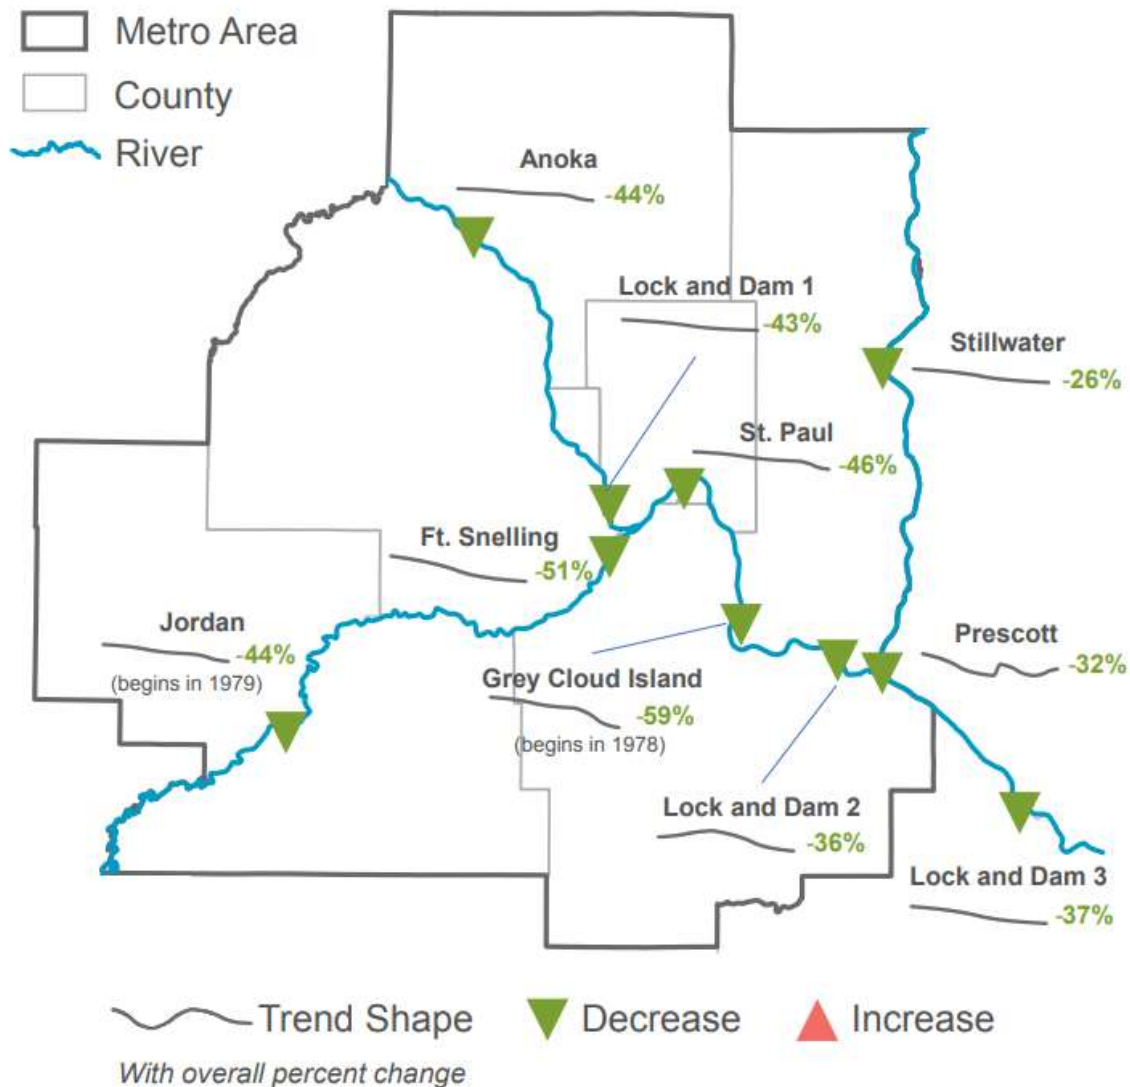 Metro Area
County
River
Anoka
-44%
Lock and Dam 1
-43%
Stillwater
-26%
St. Paul
-46%
Ft. Snelling
-51%
Jordan
-44%
(begins in 1979)
Prescott
-32%
Grey Cloud Island
-59%
(begins in 1978)
Lock and Dam 2
-36%
Lock and Dam 3
-37%
Trend Shape
Decrease
Increase
With overall percent change